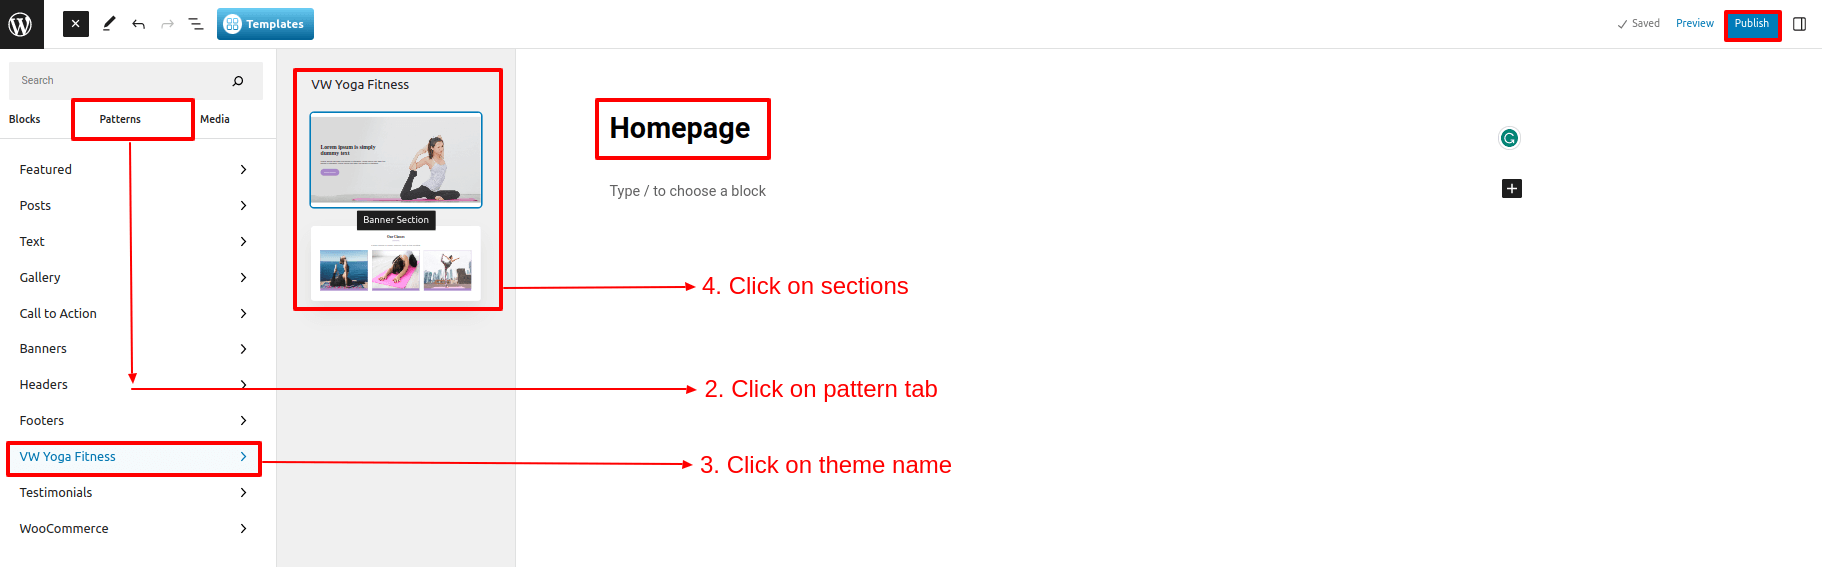 Templates
Saved
Preview
Publish
Search
Blocks
Patterns
Media
Featured
Posts
Text
Gallery
Call to Action
Banners
Headers
Footers
VW Yoga Fitness
Testimonials
WooCommerce
VW Yoga Fitness
Lorem ipsum is simply
dummy text
Banner Section
Our Classes
Homepage
Type / to choose a block
4. Click on sections
2. Click on pattern tab
3. Click on theme name